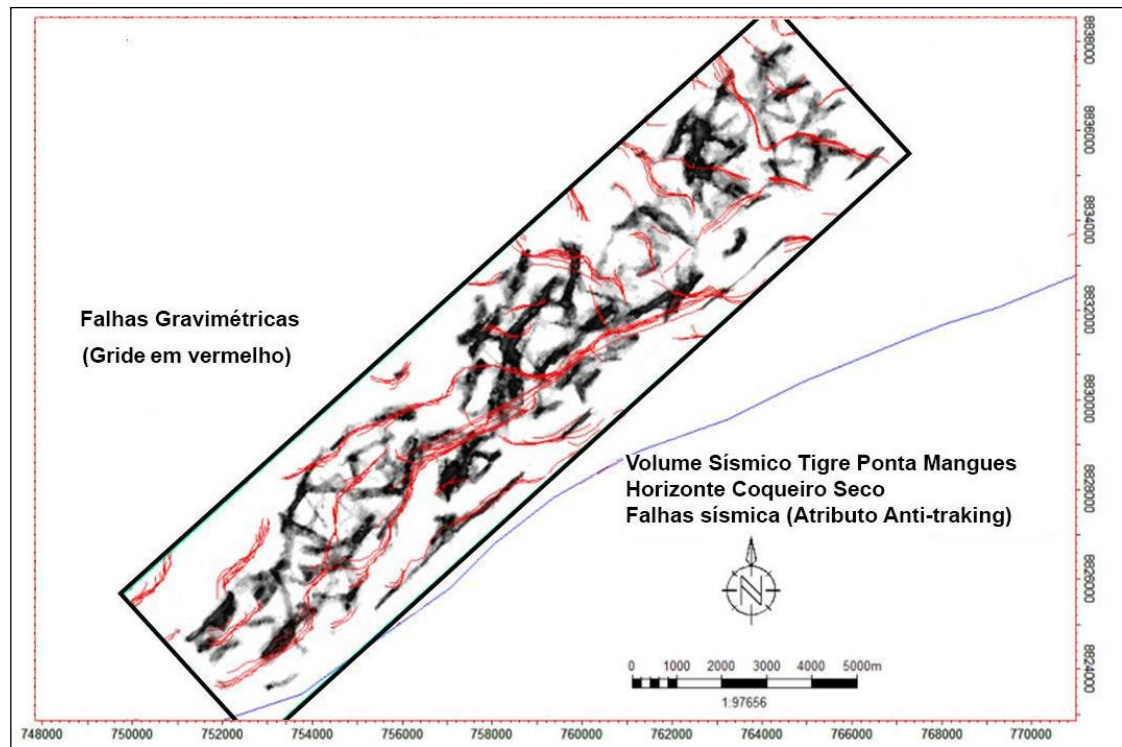 Falhas Gravimétricas
(Gride em vermelho)
Volume Sísmico Tigre Ponta Mangues
Horizonte Coqueiro Seco
Falhas sísmica (Atributo Anti-traking)
N
0 1000 2000 3000 4000 5000m
1:97656
8838000
8836000
8834000
8832000
8830000
8828000
8826000
8824000
748000 750000 752000 754000 756000 758000 760000 762000 764000 766000 768000 770000